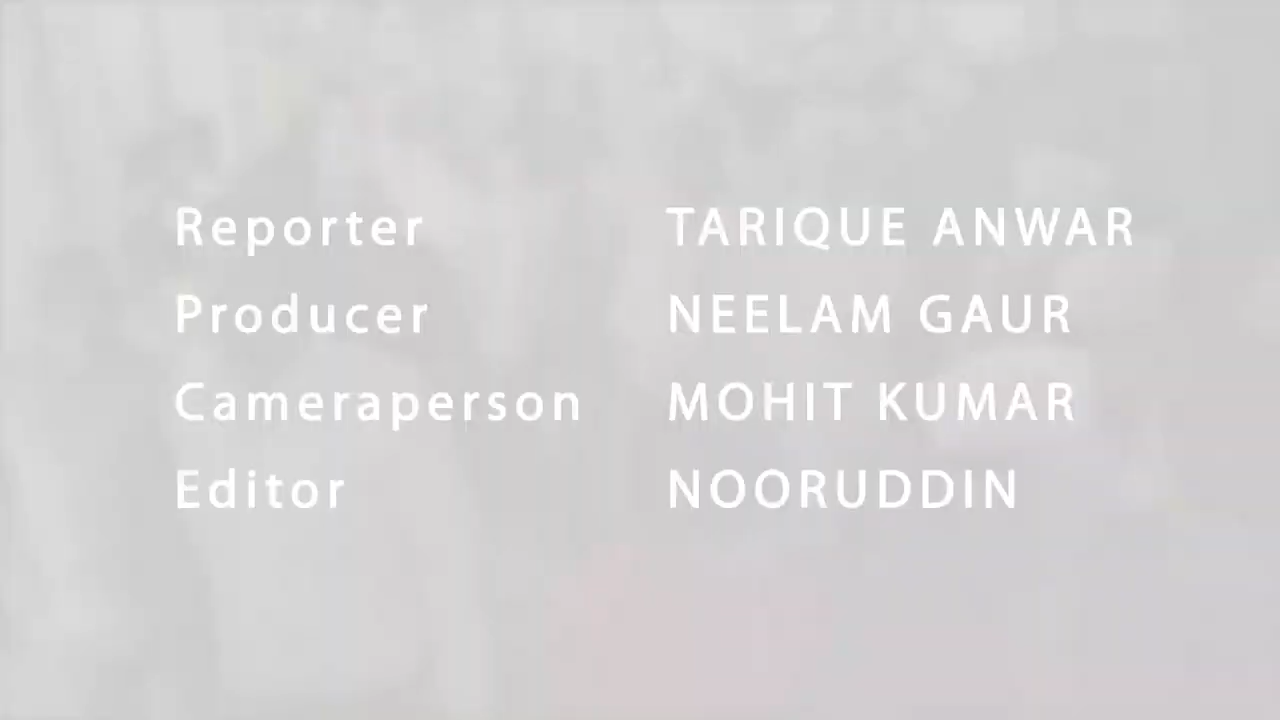 Reporter TARIQUE ANWAR
Producer NEELAM GAUR
Cameraperson MOHIT KUMAR
Editor NOORUDDIN